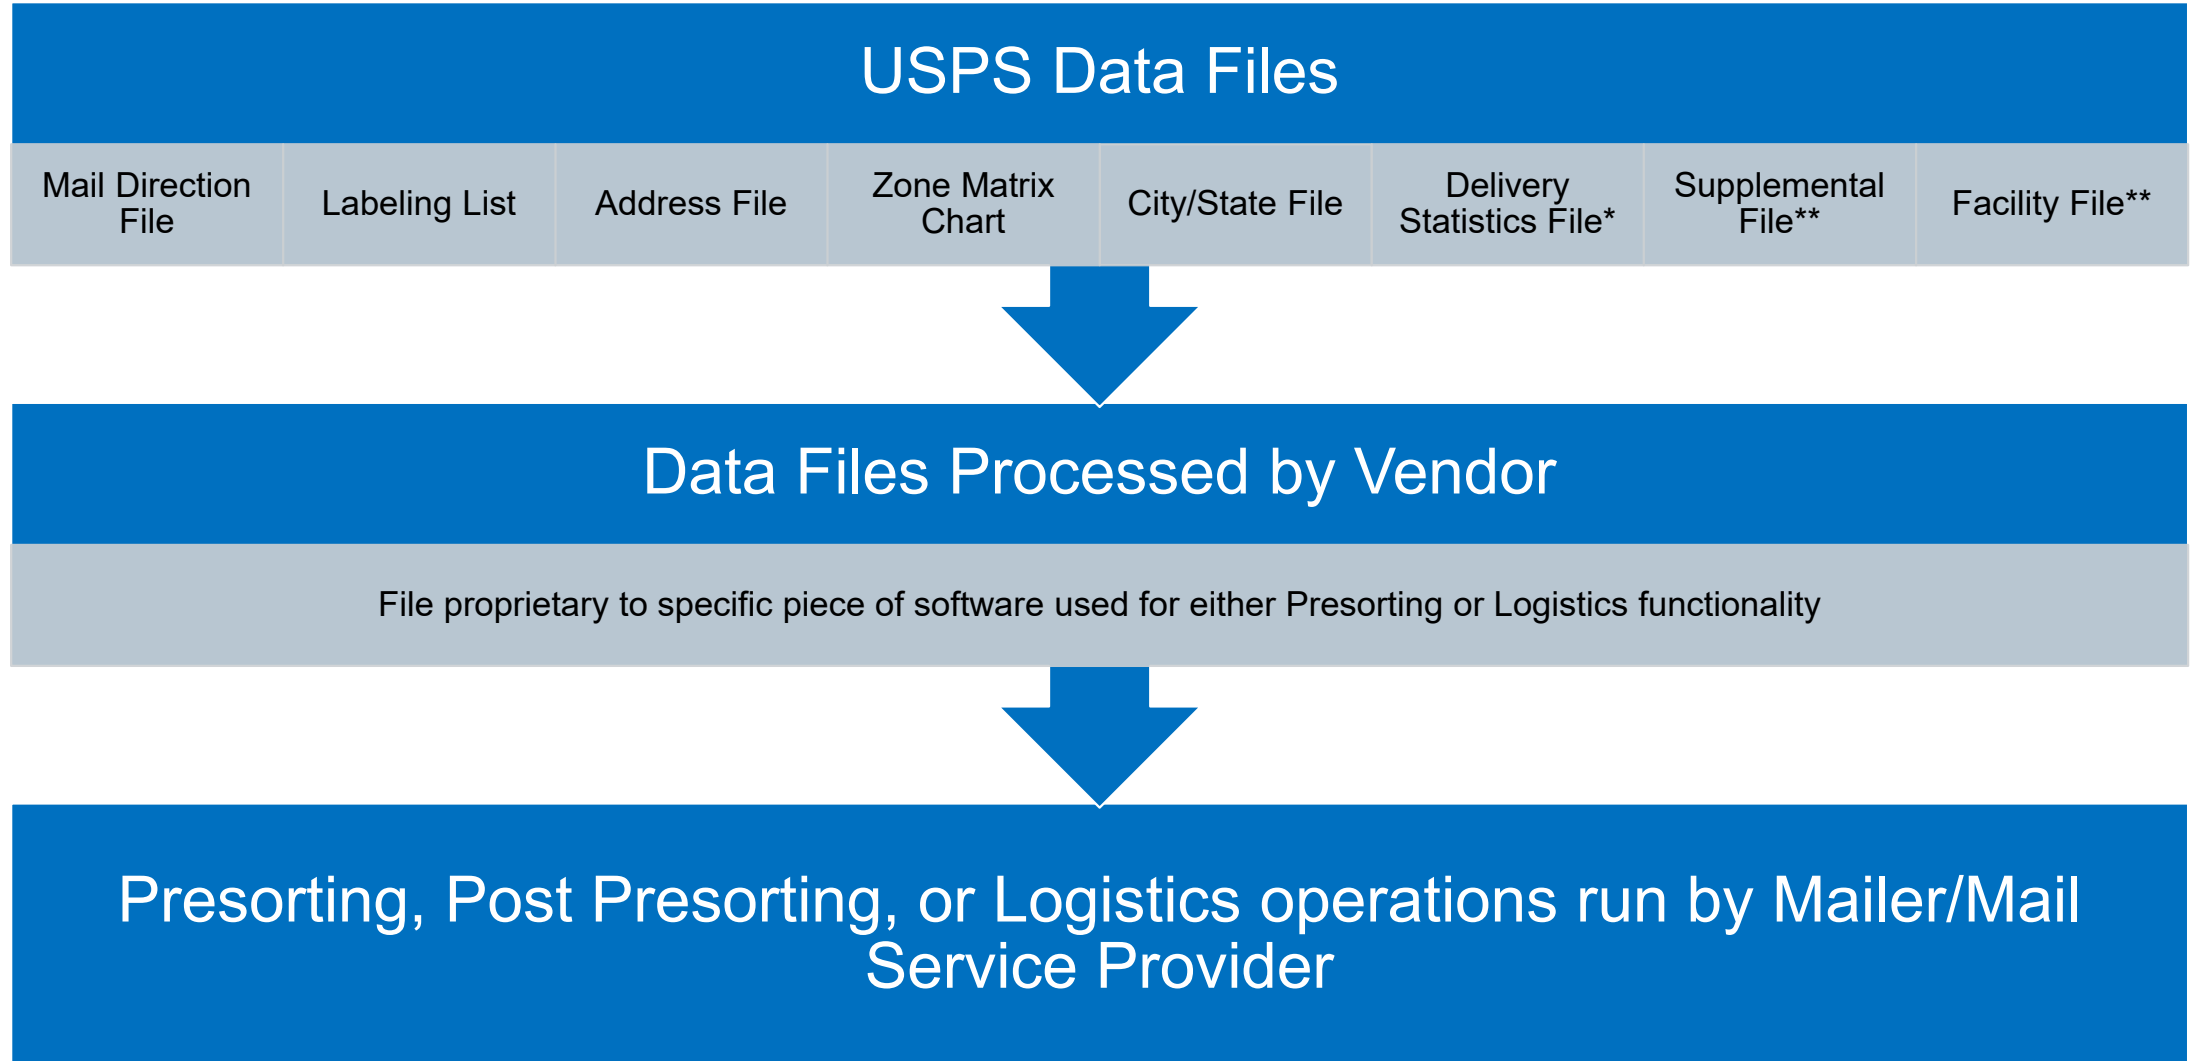 USPS Data Files
Mail Direction
File
Labeling List
Address File
Zone Matrix
Chart
City/State File
Delivery
Statistics File*
Supplemental
File**
Facility File**
Data Files Processed by Vendor
File proprietary to specific piece of software used for either Presorting or Logistics functionality
Presorting, Post Presorting, or Logistics operations run by Mailer/Mail
Service Provider